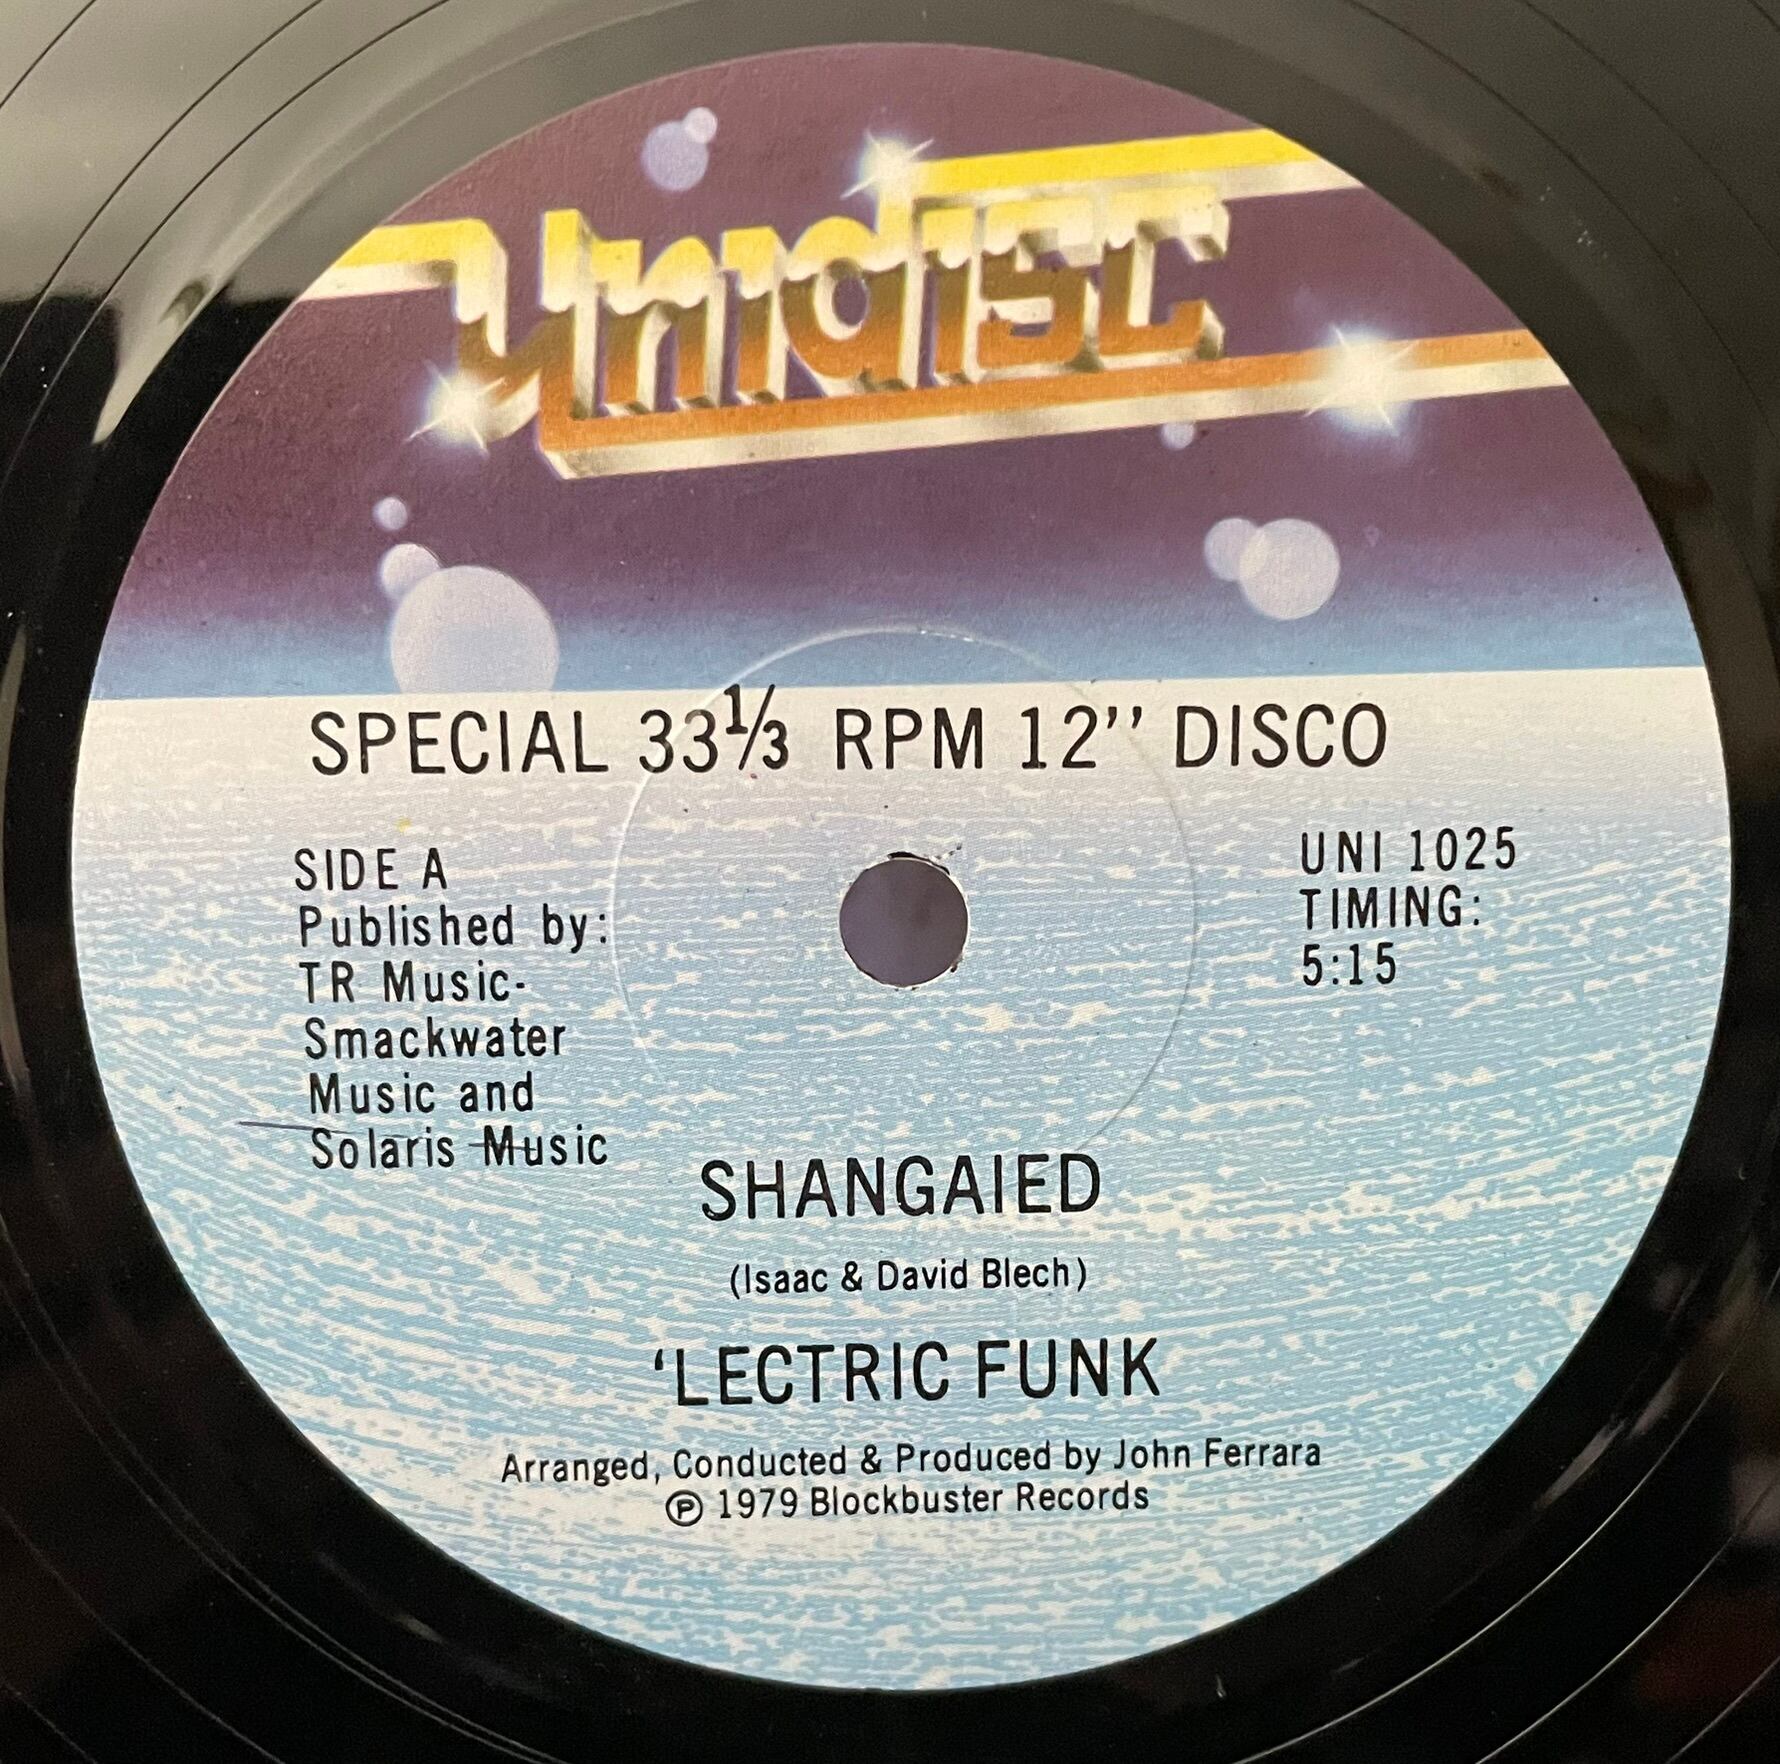 Unidisc
SPECIAL 33⅓ RPM 12’’ DISCO
SIDE A
Published by:
TR Music-
Smackwater
Music and
Solaris Music
UNI 1025
TIMING:
5:15
SHANGAIED
(Isaac & David Blech)
‘LECTRIC FUNK
Arranged, Conducted & Produced by John Ferrara
℗ 1979 Blockbuster Records